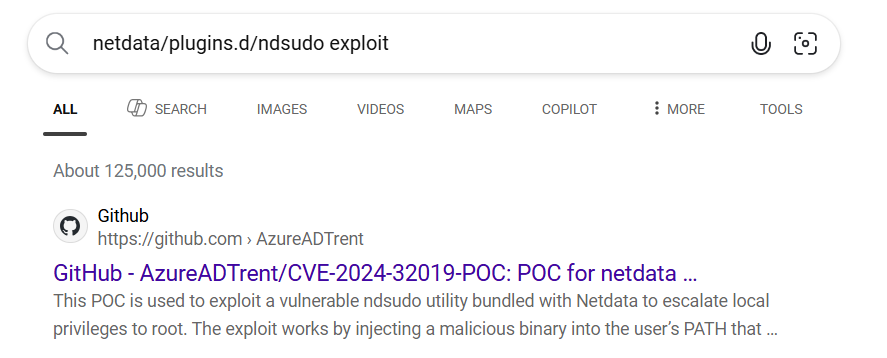 netdata/plugins.d/ndsudo exploit
ALL SEARCH IMAGES VIDEOS MAPS COPILOT MORE TOOLS
About 125,000 results
Github
https://github.com › AzureADTrent
GitHub - AzureADTrent/CVE-2024-32019-POC: POC for netdata ...
This POC is used to exploit a vulnerable ndsudo utility bundled with Netdata to escalate local
privileges to root. The exploit works by injecting a malicious binary into the user’s PATH that ...